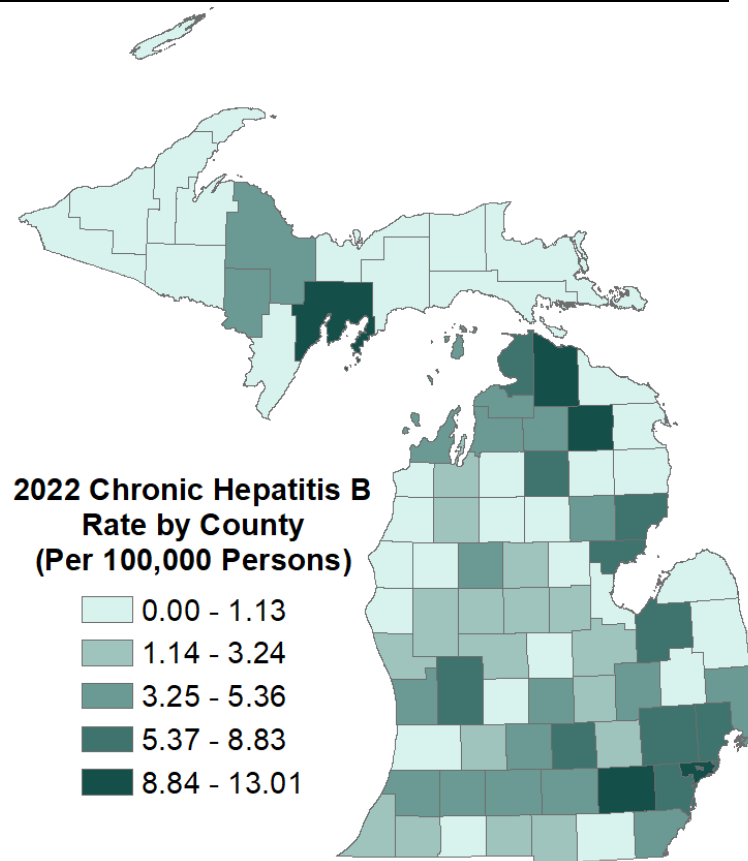 2022 Chronic Hepatitis B
Rate by County
(Per 100,000 Persons)
0.00 - 1.13
1.14 - 3.24
3.25 - 5.36
5.37 - 8.83
8.84 - 13.01